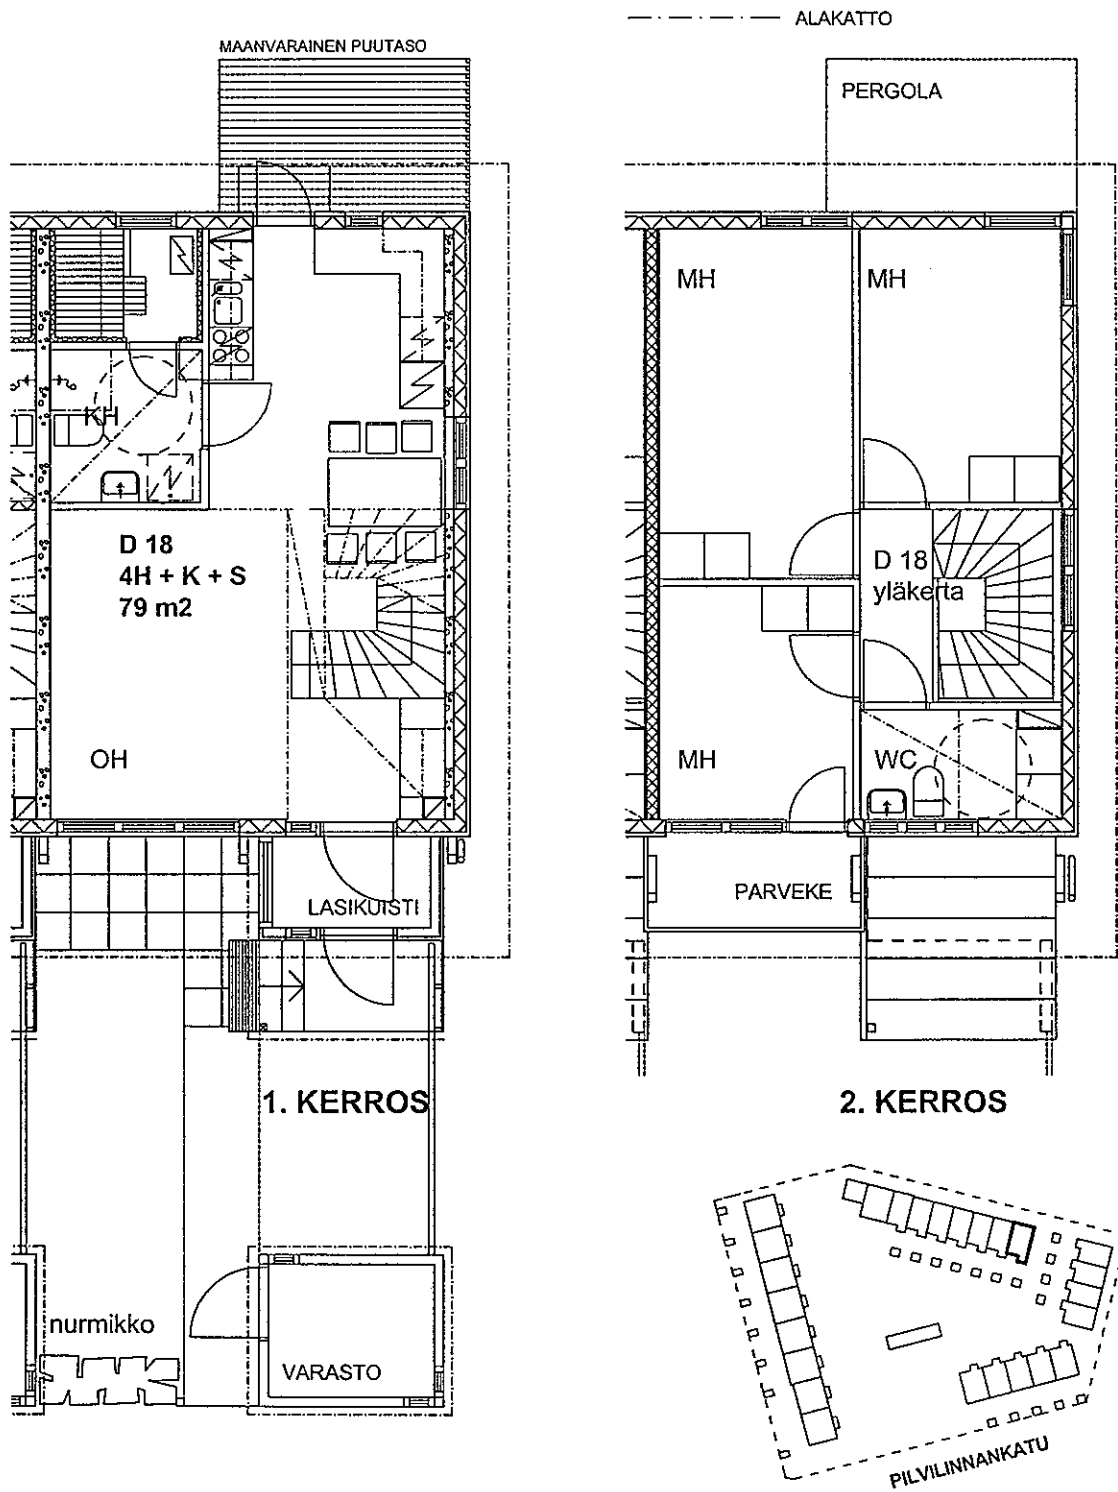 ALAKATTO
MAANVARAINEN PUUTASO
PERGOLA
MH
MH
KH
D 18
4H + K + S
79 m2
D 18
yläkerta
OH
MH
WC
LASIKUISTI
PARVEKE
1. KERROS
2. KERROS
nurmikko
VARASTO
PILVILINNANKATU